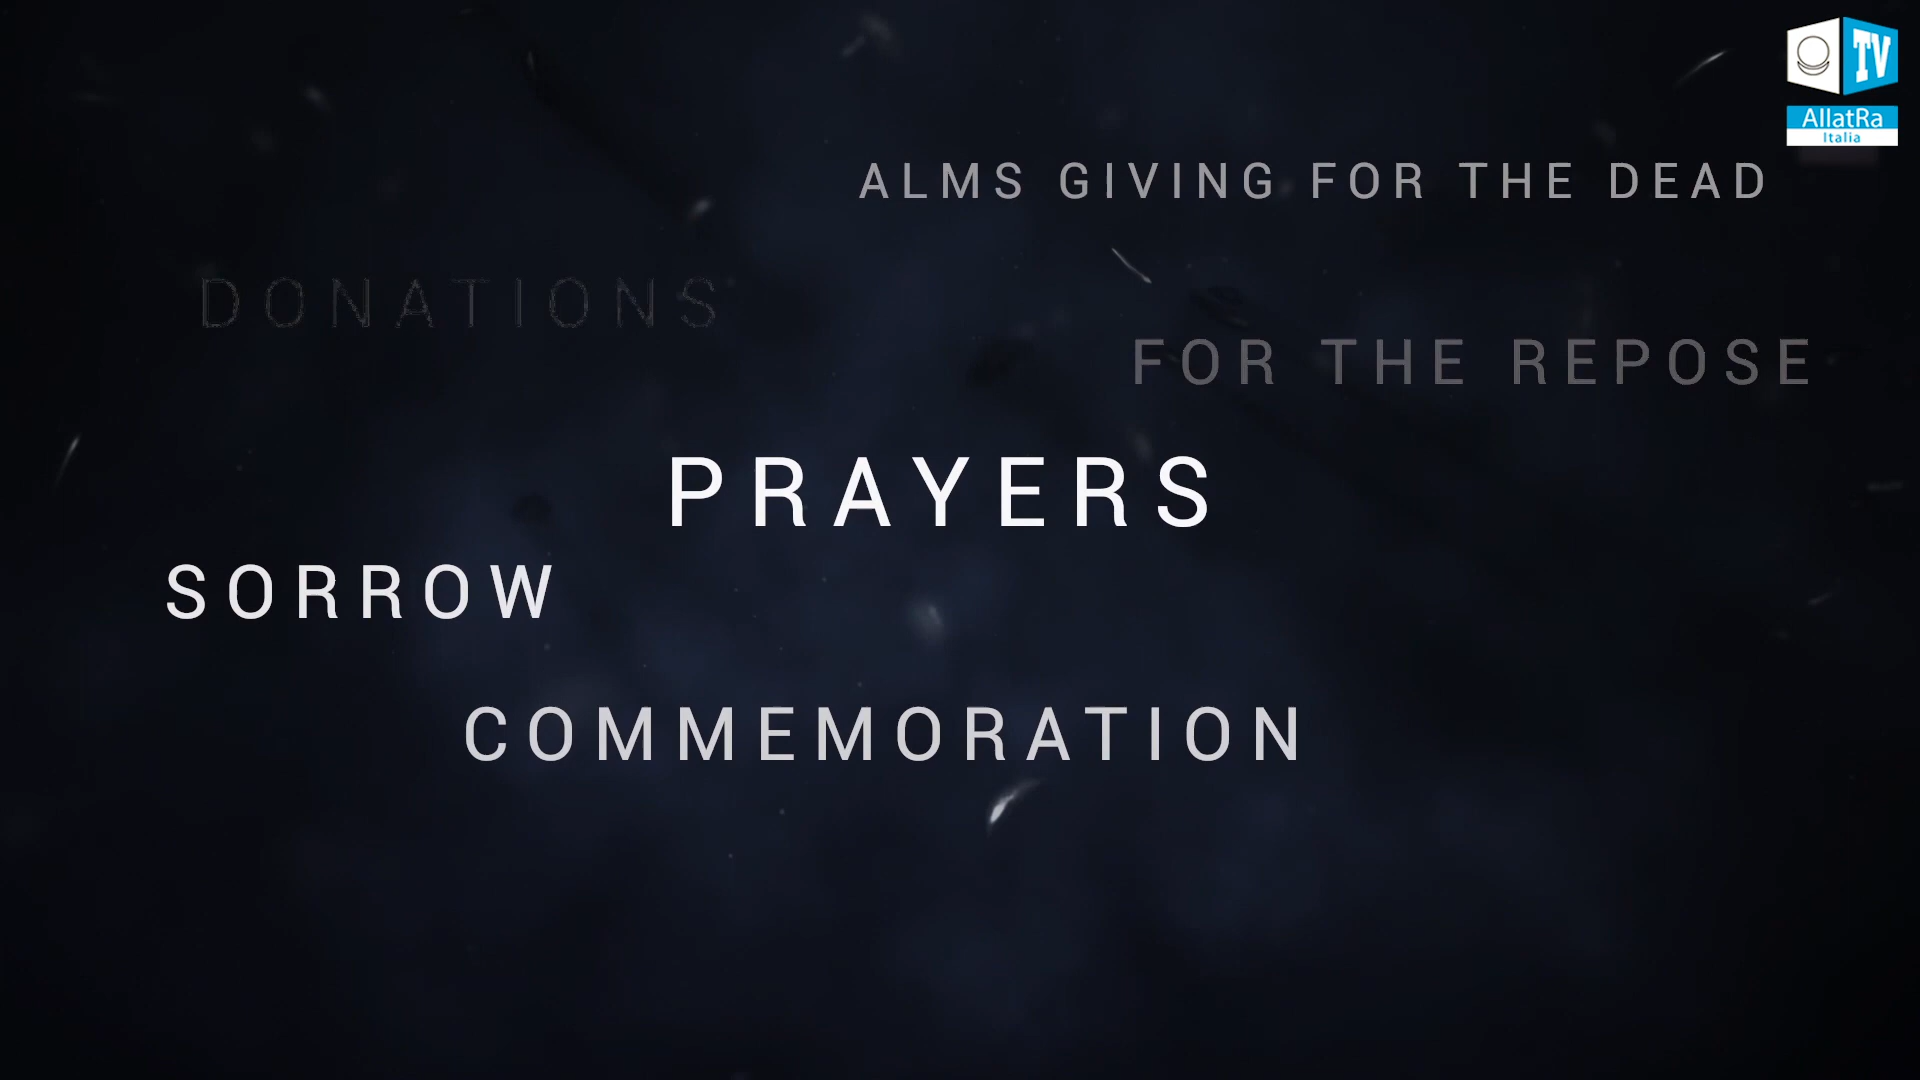 TV
AllatRa
Italia
ALMS GIVING FOR THE DEAD
DONATIONS
FOR THE REPOSE
PRAYERS
SORROW
COMMEMORATION